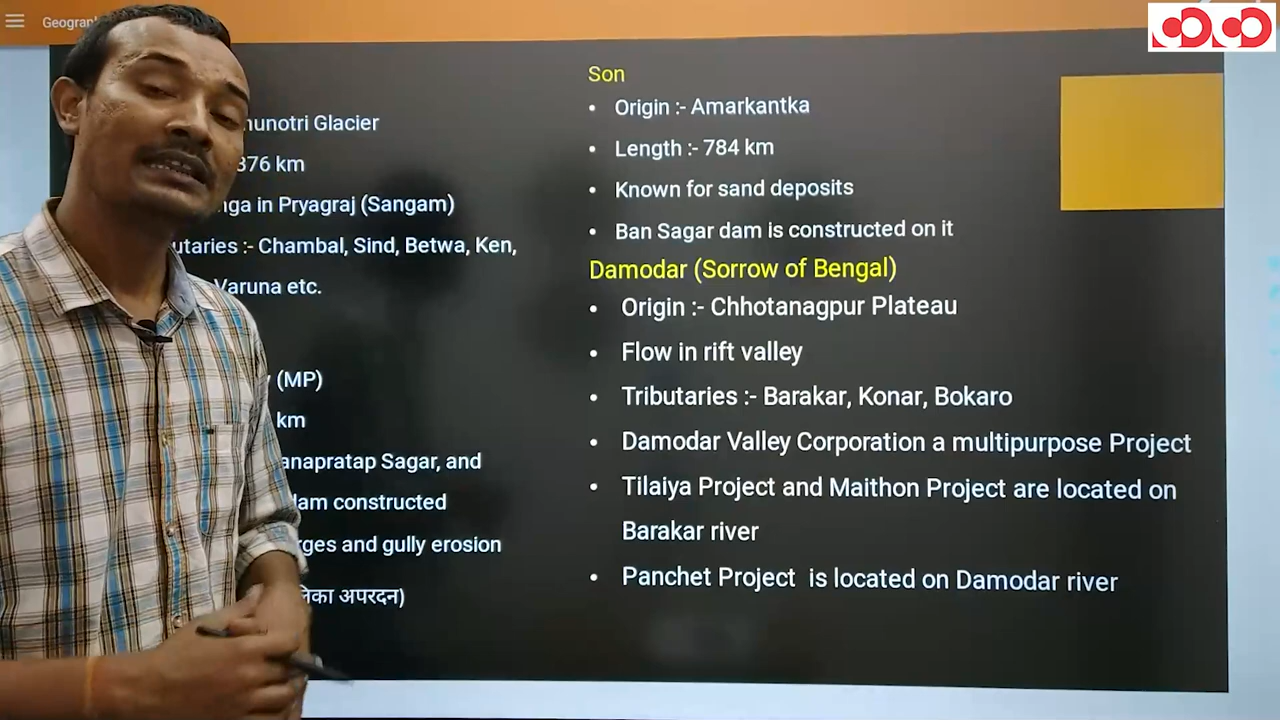 Geogra
hunotri Glacier
376 km
nga in Pryagraj (Sangam)
utaries :- Chambal, Sind, Betwa, Ken,
Varuna etc.
(MP)
km
anapratap Sagar, and
dam constructed
rges and gully erosion
लिका अपरदन)
Son
• Origin :- Amarkantka
• Length :- 784 km
• Known for sand deposits
• Ban Sagar dam is constructed on it
Damodar (Sorrow of Bengal)
• Origin :- Chhotanagpur Plateau
• Flow in rift valley
• Tributaries :- Barakar, Konar, Bokaro
• Damodar Valley Corporation a multipurpose Project
• Tilaiya Project and Maithon Project are located on
Barakar river
• Panchet Project is located on Damodar river